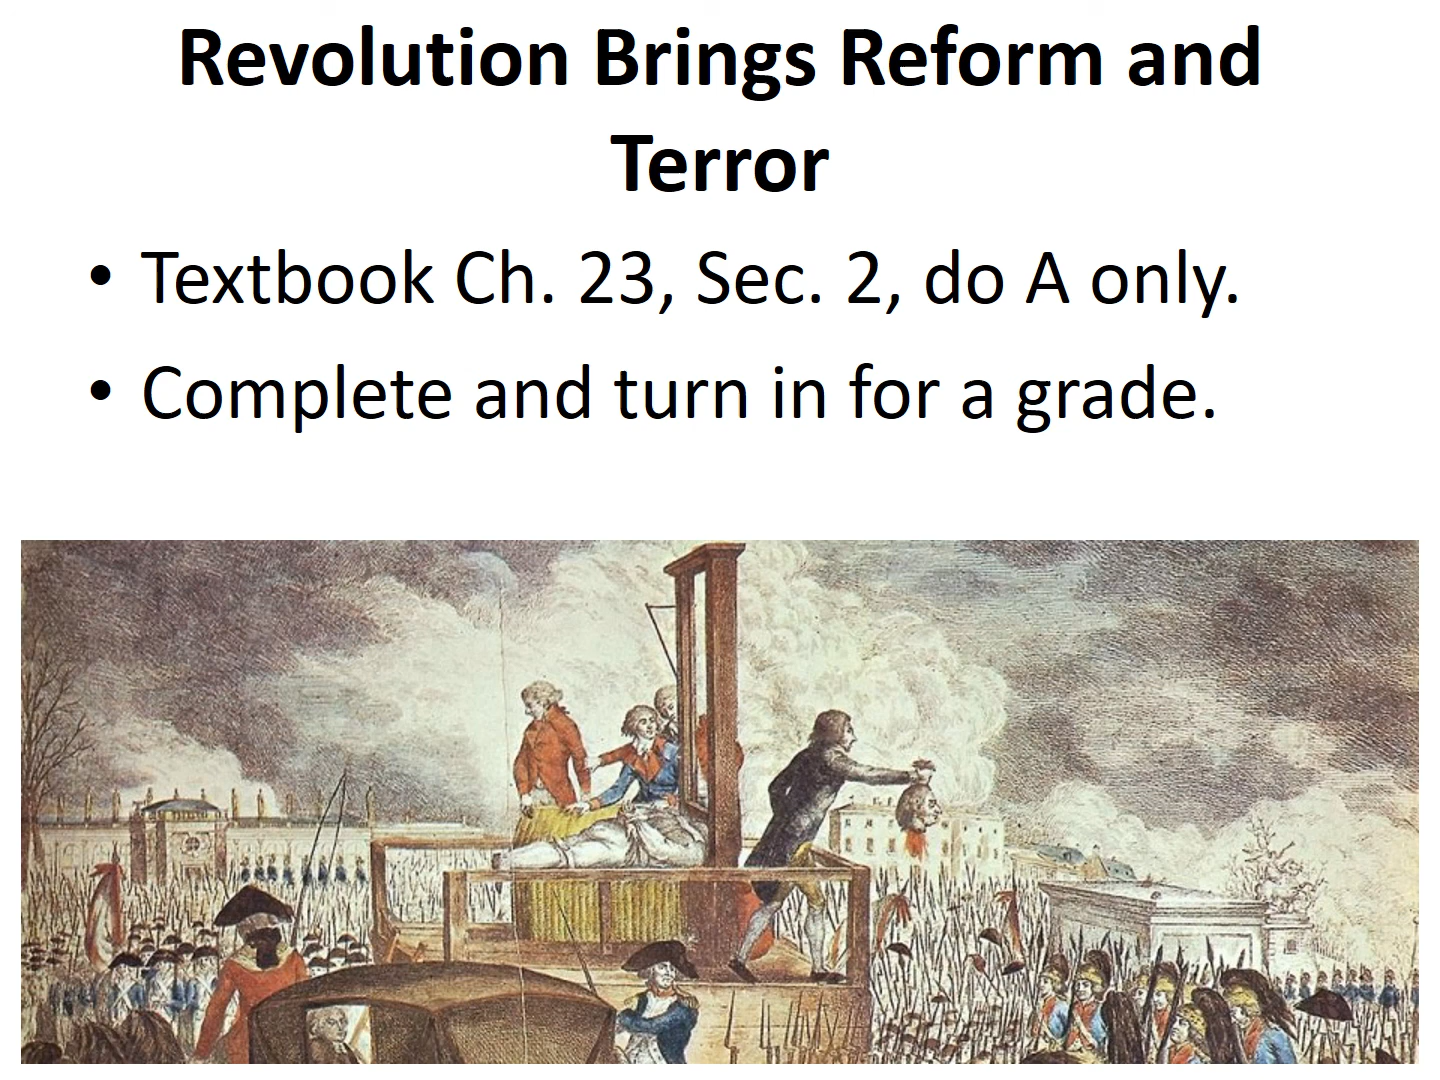 Revolution Brings Reform and
Terror
• Textbook Ch. 23, Sec. 2, do A only.
• Complete and turn in for a grade.